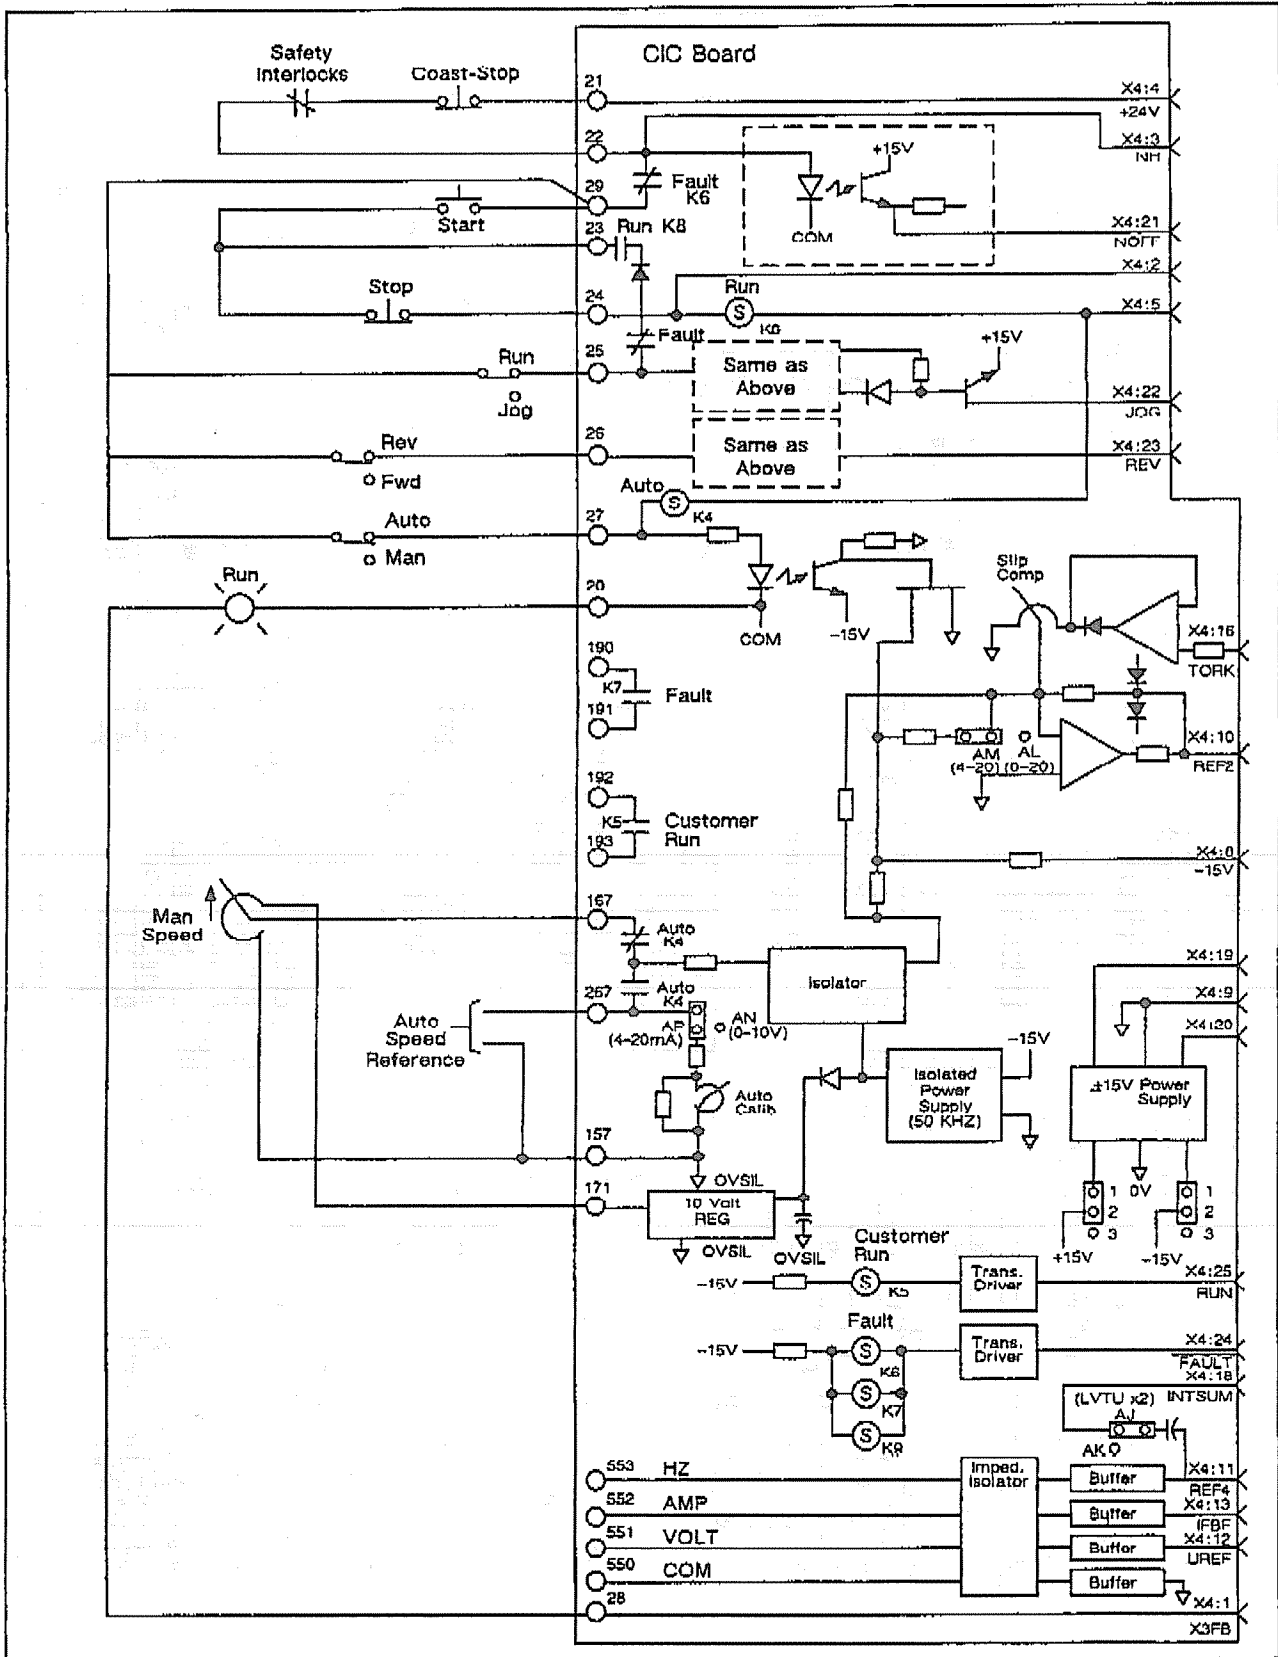 CIC Board
Safety
Interlocks
Coast-Stop
21
X4:4
+24V
22
X4:3
NH
+15V
29
Fault
K6
Start
COM
X4:21
NOFF
23
Run K8
X4:2
Stop
24
Run
X4:5
Fault
+15V
Run
25
Same as
Above
Jog
X4:22
JOG
Rev
26
Same as
Above
X4:23
REV
Fwd
Auto
K4
Auto
27
Man
Slip
Comp
Run
20
COM
-15V
X4:16
TORK
190
K7
Fault
191
AM
(4-20)
AL
(0-20)
X4:10
REF2
192
K5
Customer
Run
193
-15V
Man
Speed
167
Auto
K4
X4:19
Isolator
Auto
K4
267
X4:9
Auto
Speed
Reference
AP
(4-20mA)
AN
(0-10V)
X4:20
-15V
Isolated
Power
Supply
(50 KHZ)
±15V Power
Supply
Auto
Calib
157
0VSIL
171
10 Volt
REG
0V
1
2
3
1
2
3
0VSIL
0VSIL
+15V
-15V
Customer
Run
-15V
K5
Trans.
Driver
X4:25
RUN
Fault
-15V
K6
Trans.
Driver
X4:24
FAULT
X4:18
INTSUM
K7
(LVTU x2)
AJ
AK
553
HZ
Imped.
Isolator
Buffer
X4:11
REF4
552
AMP
Buffer
X4:13
IFBF
551
VOLT
Buffer
X4:12
UREF
550
COM
Buffer
28
X4:1
X3FB